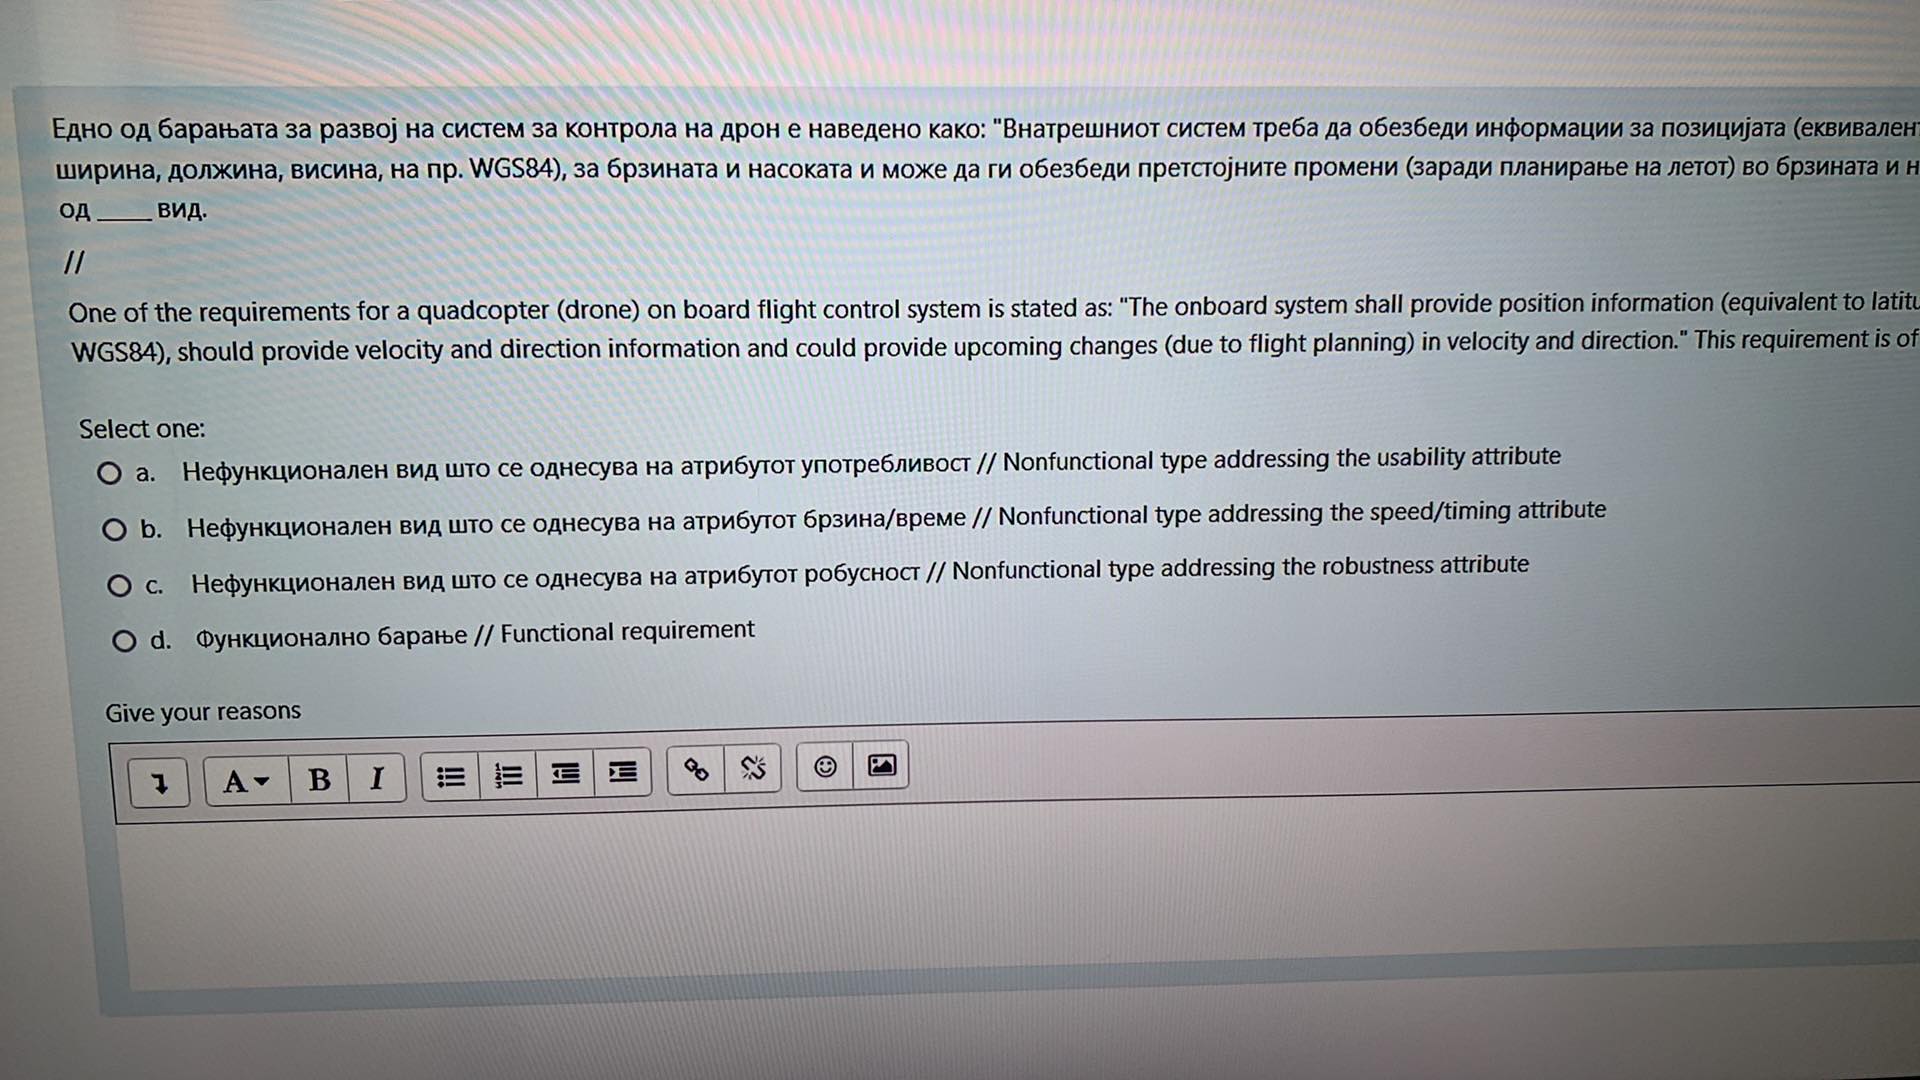 Едно од барањата за развој на систем за контрола на дрон е наведено како: "Внатрешниот систем треба да обезбеди информации за позицијата (еквивалент
ширина, должина, висина, на пр. WGS84), за брзината и насоката и може да ги обезбеди претстојните промени (заради планирање на летот) во брзината и н
од _____ вид.
//
One of the requirements for a quadcopter (drone) on board flight control system is stated as: "The onboard system shall provide position information (equivalent to latitu
WGS84), should provide velocity and direction information and could provide upcoming changes (due to flight planning) in velocity and direction." This requirement is of
Select one:
a. Нефункционален вид што се однесува на атрибутот употребливост // Nonfunctional type addressing the usability attribute
b. Нефункционален вид што се однесува на атрибутот брзина/време // Nonfunctional type addressing the speed/timing attribute
c. Нефункционален вид што се однесува на атрибутот робусност // Nonfunctional type addressing the robustness attribute
d. Функционално барање // Functional requirement
Give your reasons
A B I